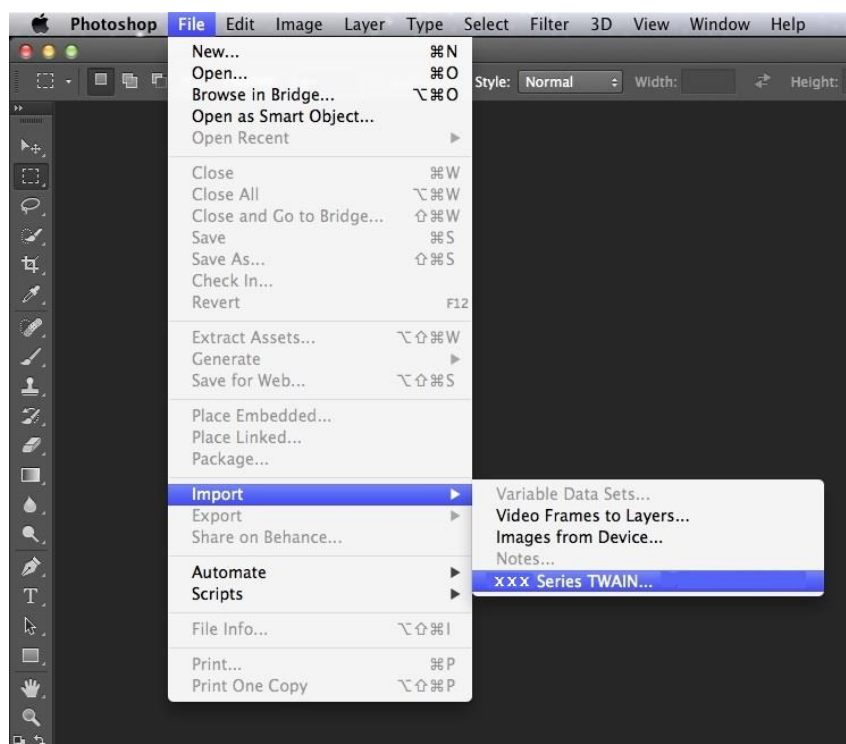 Photoshop File Edit Image Layer Type Select Filter 3D View Window Help
Style: Normal Width: Height:
New... ⌘N
Open... ⌘O
Browse in Bridge... ⌥⌘O
Open as Smart Object...
Open Recent
Close ⌘W
Close All ⌥⌘W
Close and Go to Bridge... ⇧⌘W
Save ⌘S
Save As... ⇧⌘S
Check In...
Revert F12
Extract Assets... ⌥⇧⌘W
Generate
Save for Web... ⌥⇧⌘S
Place Embedded...
Place Linked...
Package...
Import
Export
Share on Behance...
Automate
Scripts
File Info... ⌥⇧⌘I
Print... ⌘P
Print One Copy ⌥⇧⌘P
Variable Data Sets...
Video Frames to Layers...
Images from Device...
Notes...
xxx Series TWAIN...